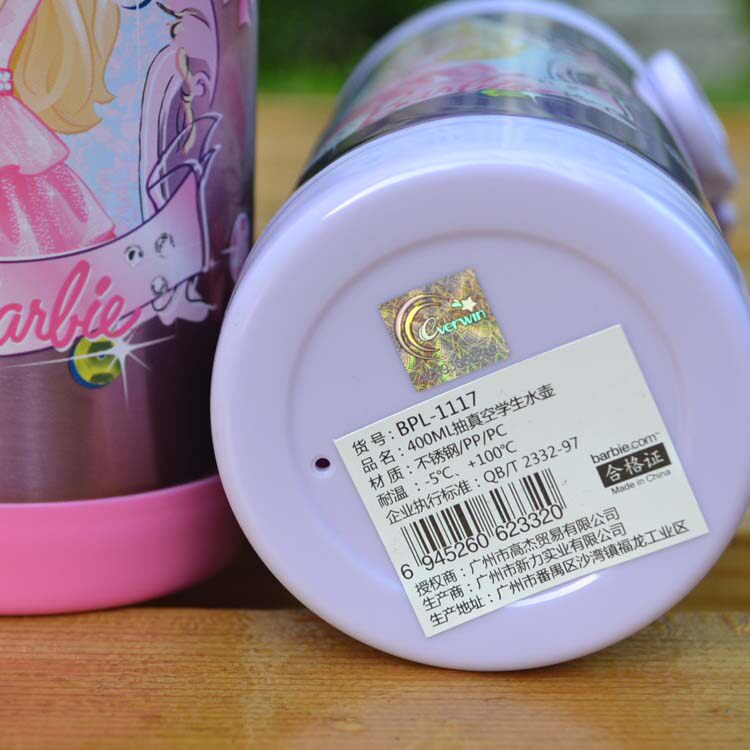 Barbie
everwin
货号：BPL-1117
品名：400ML抽真空学生水壶
材质：不锈钢/PP/PC
耐温：-5℃ +100℃
企业执行标准：QB/T 2332-97
barbie.com™
合格证
Made in China
6 945260 623320
授权商：广州市高杰贸易有限公司
生产商：广州市新力实业有限公司
生产地址：广州市番禺区沙湾镇福龙工业区